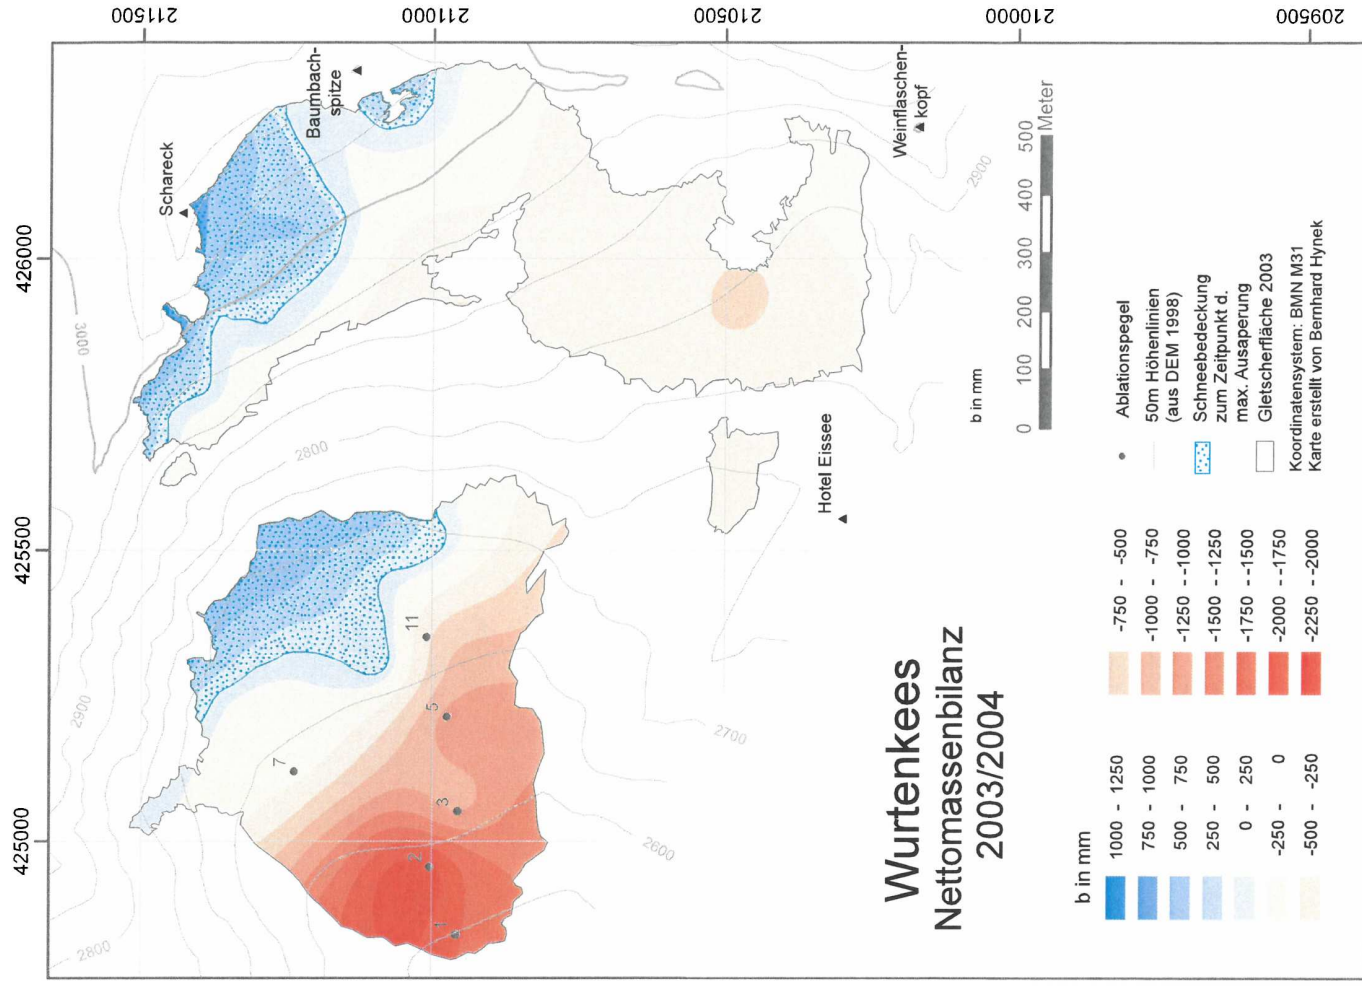 211500
211000
210500
210000
209500
426000
425500
425000
3000
Schareck
Baumbach-
spitze
Weinflaschen-
kopf
2900
2800
Hotel Eissee
2900
2800
2700
2600
11
7
5
3
2
1
Wurtenkees
Nettomassenbilanz
2003/2004
b in mm
0 100 200 300 400 500
Meter
b in mm
1000 - 1250
750 - 1000
500 - 750
250 - 500
0 - 250
-250 - 0
-500 - -250
-750 - -500
-1000 - -750
-1250 - -1000
-1500 - -1250
-1750 - -1500
-2000 - -1750
-2250 - -2000
Ablationspegel
50m Höhenlinien
(aus DEM 1998)
Schneebedeckung
zum Zeitpunkt d.
max. Ausaperung
Gletscherfläche 2003
Koordinatensystem: BMN M31
Karte erstellt von Bernhard Hynek